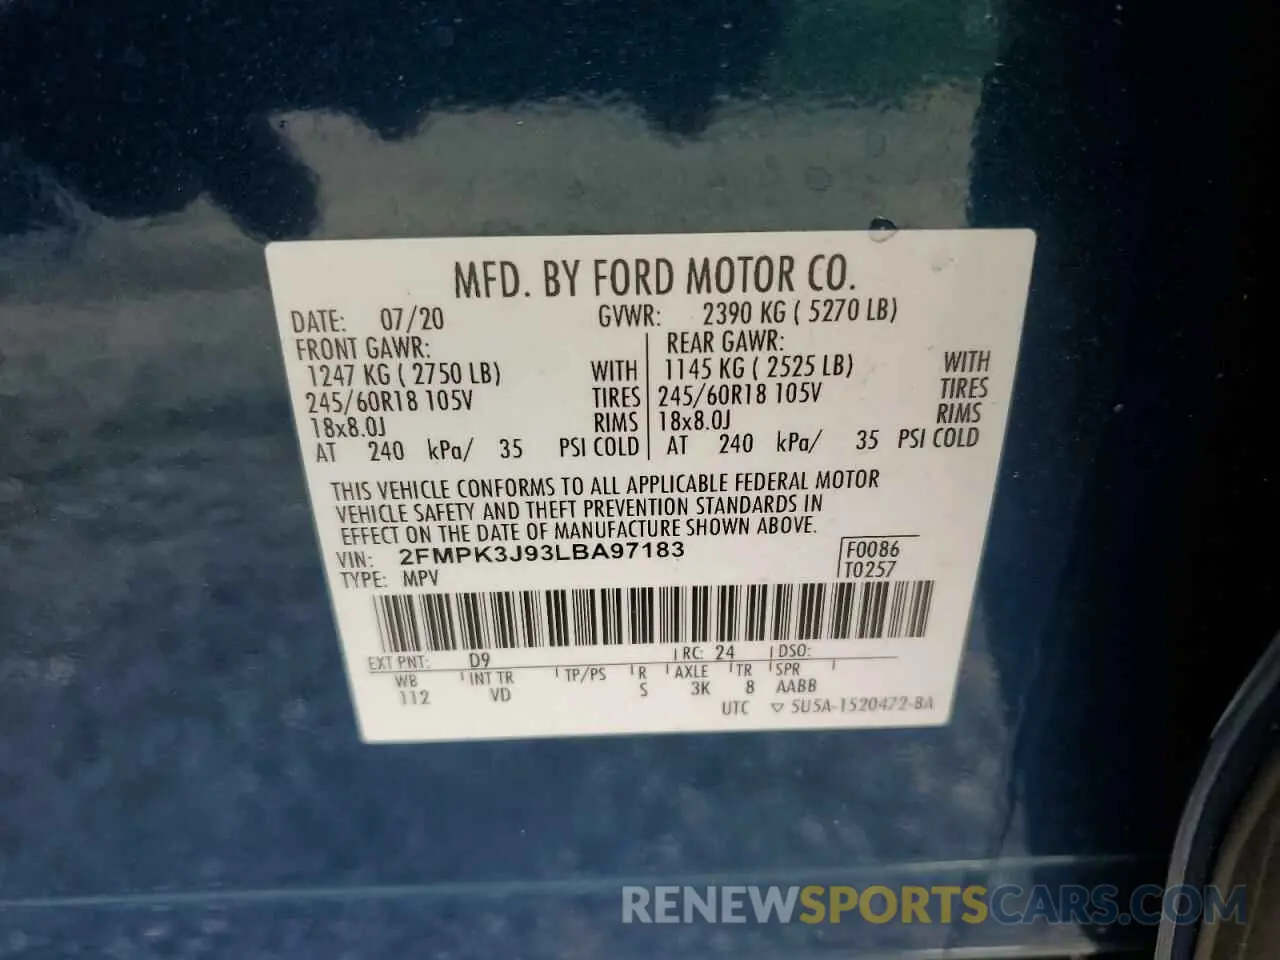 MFD. BY FORD MOTOR CO.
DATE: 07/20 GVWR: 2390 KG ( 5270 LB)
FRONT GAWR: REAR GAWR:
1247 KG ( 2750 LB) WITH 1145 KG ( 2525 LB) WITH
245/60R18 105V TIRES 245/60R18 105V TIRES
18x8.0J RIMS 18x8.0J RIMS
AT 240 kPa/ 35 PSI COLD AT 240 kPa/ 35 PSI COLD
THIS VEHICLE CONFORMS TO ALL APPLICABLE FEDERAL MOTOR
VEHICLE SAFETY AND THEFT PREVENTION STANDARDS IN
EFFECT ON THE DATE OF MANUFACTURE SHOWN ABOVE.
VIN: 2FMPK3J93LBA97183 F0086
TYPE: MPV T0257
EXT PNT: D9 RC: 24 DSO:
WB INT TR TP/PS R AXLE TR SPR
112 VD S 3K 8 AABB
UTC ▽ 5U5A-1520472-BA
RENEWSPORTSCARS.COM